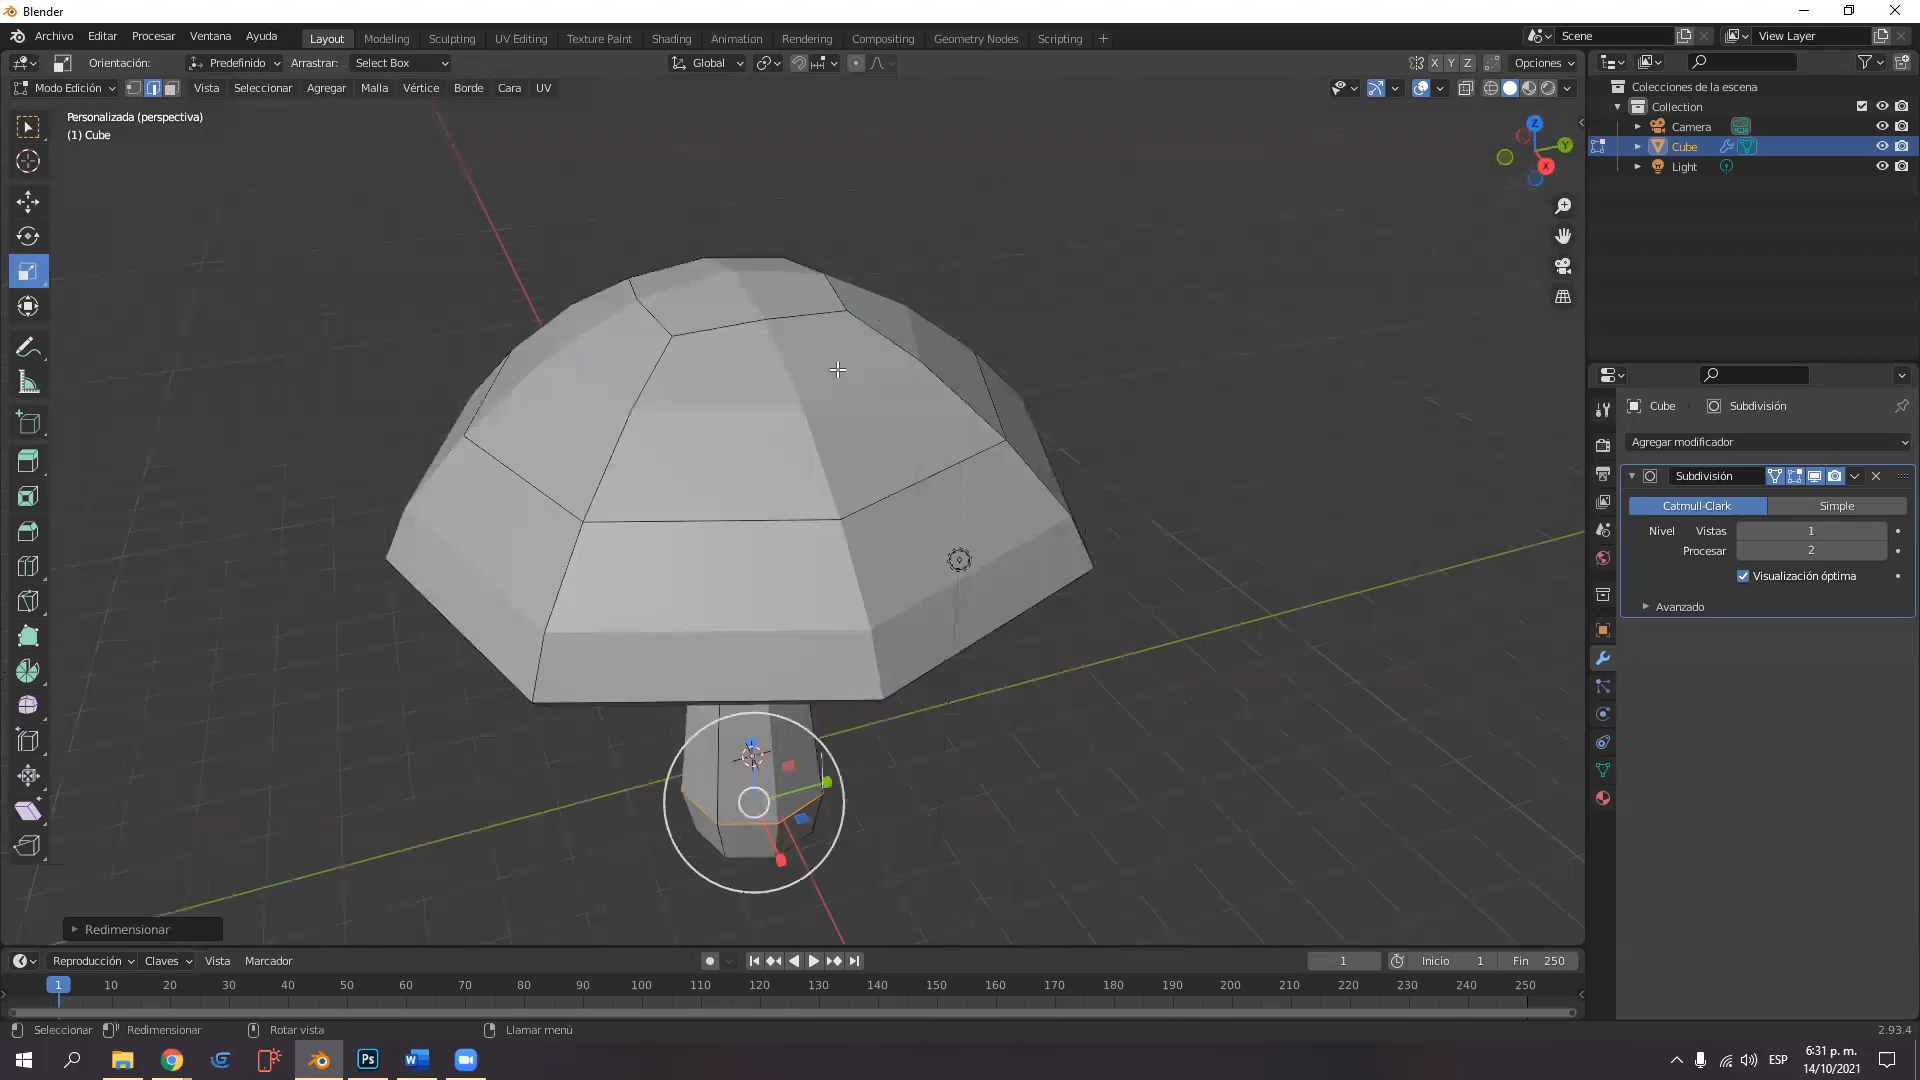 Blender
Archivo Editar Procesar Ventana Ayuda Layout Modeling Sculpting UV Editing Texture Paint Shading Animation Rendering Compositing Geometry Nodes Scripting + Scene View Layer
Orientación: Predefinido Arrastrar: Select Box Global X Y Z Opciones
Modo Edición Vista Seleccionar Agregar Malla Vértice Borde Cara UV
Personalizada (perspectiva)
(1) Cube
Z
Y
X
Colecciones de la escena
Collection
Camera
Cube
Light
Cube Subdivisión
Agregar modificador
Subdivisión
Catmull-Clark Simple
Nivel Vistas 1
Procesar 2
Visualización óptima
Avanzado
Redimensionar
Reproducción Claves Vista Marcador 1 Inicio 1 Fin 250
1 10 20 30 40 50 60 70 80 90 100 110 120 130 140 150 160 170 180 190 200 210 220 230 240 250
Seleccionar Redimensionar Rotar vista Llamar menú 2.93.4
Ps W ESP 6:31 p. m.
14/10/2021